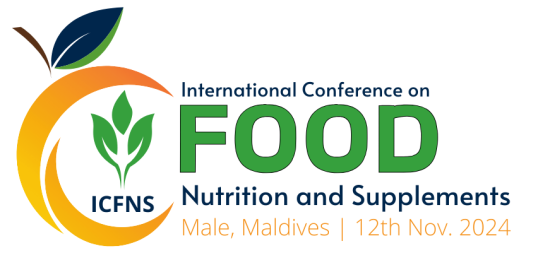 International Conference on
FOOD
ICFNS
Nutrition and Supplements
Male, Maldives | 12th Nov. 2024